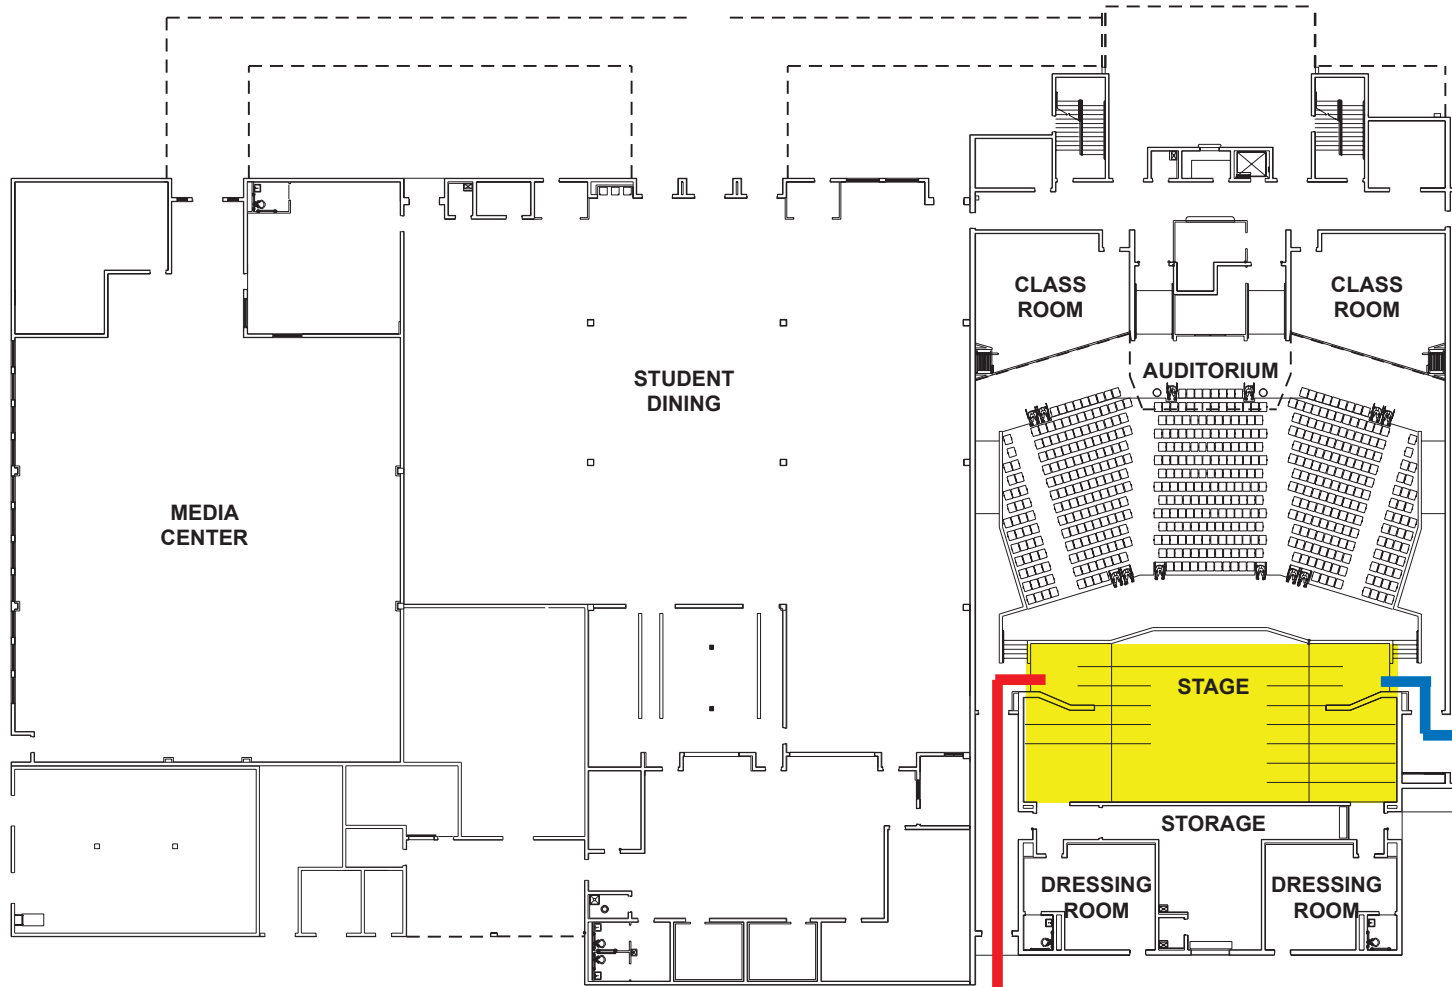 CLASS
ROOM
CLASS
ROOM
AUDITORIUM
STUDENT
DINING
MEDIA
CENTER
STAGE
STORAGE
DRESSING
ROOM
DRESSING
ROOM